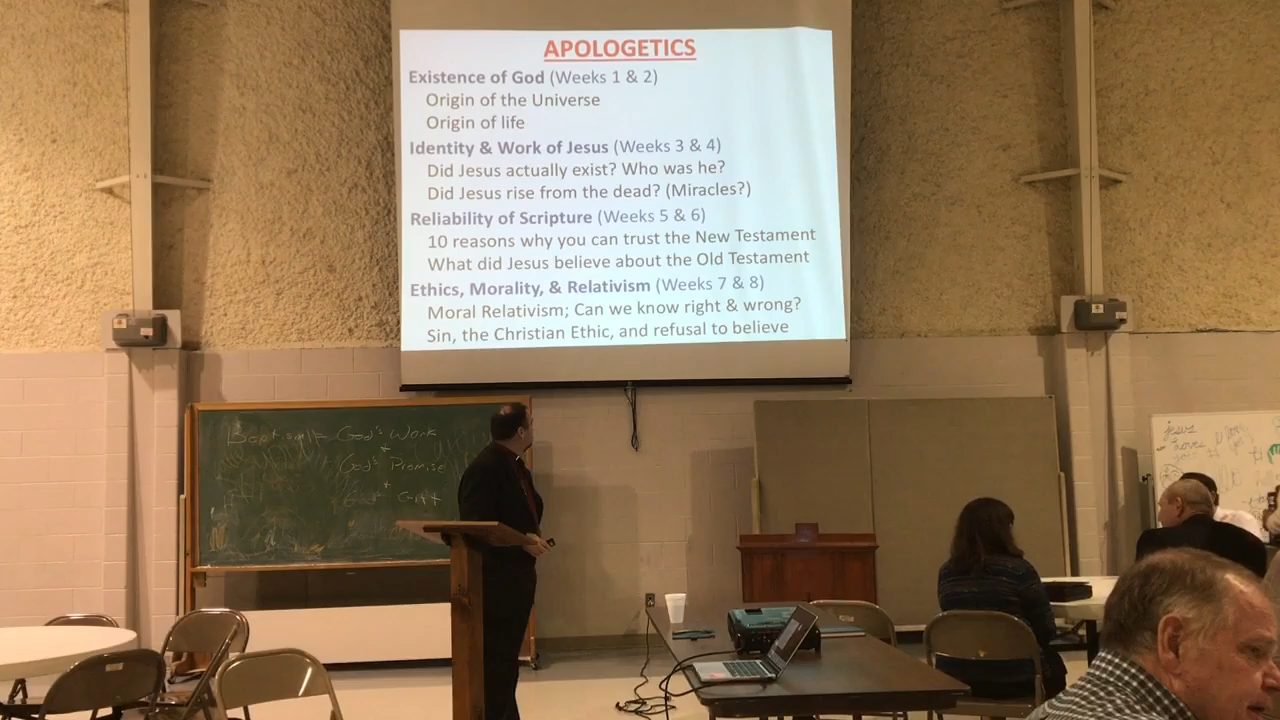 APOLOGETICS
Existence of God (Weeks 1 & 2)
Origin of the Universe
Origin of life
Identity & Work of Jesus (Weeks 3 & 4)
Did Jesus actually exist? Who was he?
Did Jesus rise from the dead? (Miracles?)
Reliability of Scripture (Weeks 5 & 6)
10 reasons why you can trust the New Testament
What did Jesus believe about the Old Testament
Ethics, Morality, & Relativism (Weeks 7 & 8)
Moral Relativism; Can we know right & wrong?
Sin, the Christian Ethic, and refusal to believe
Baptism = God's Work
+
God's Promise
+
Gift
jesus
loves